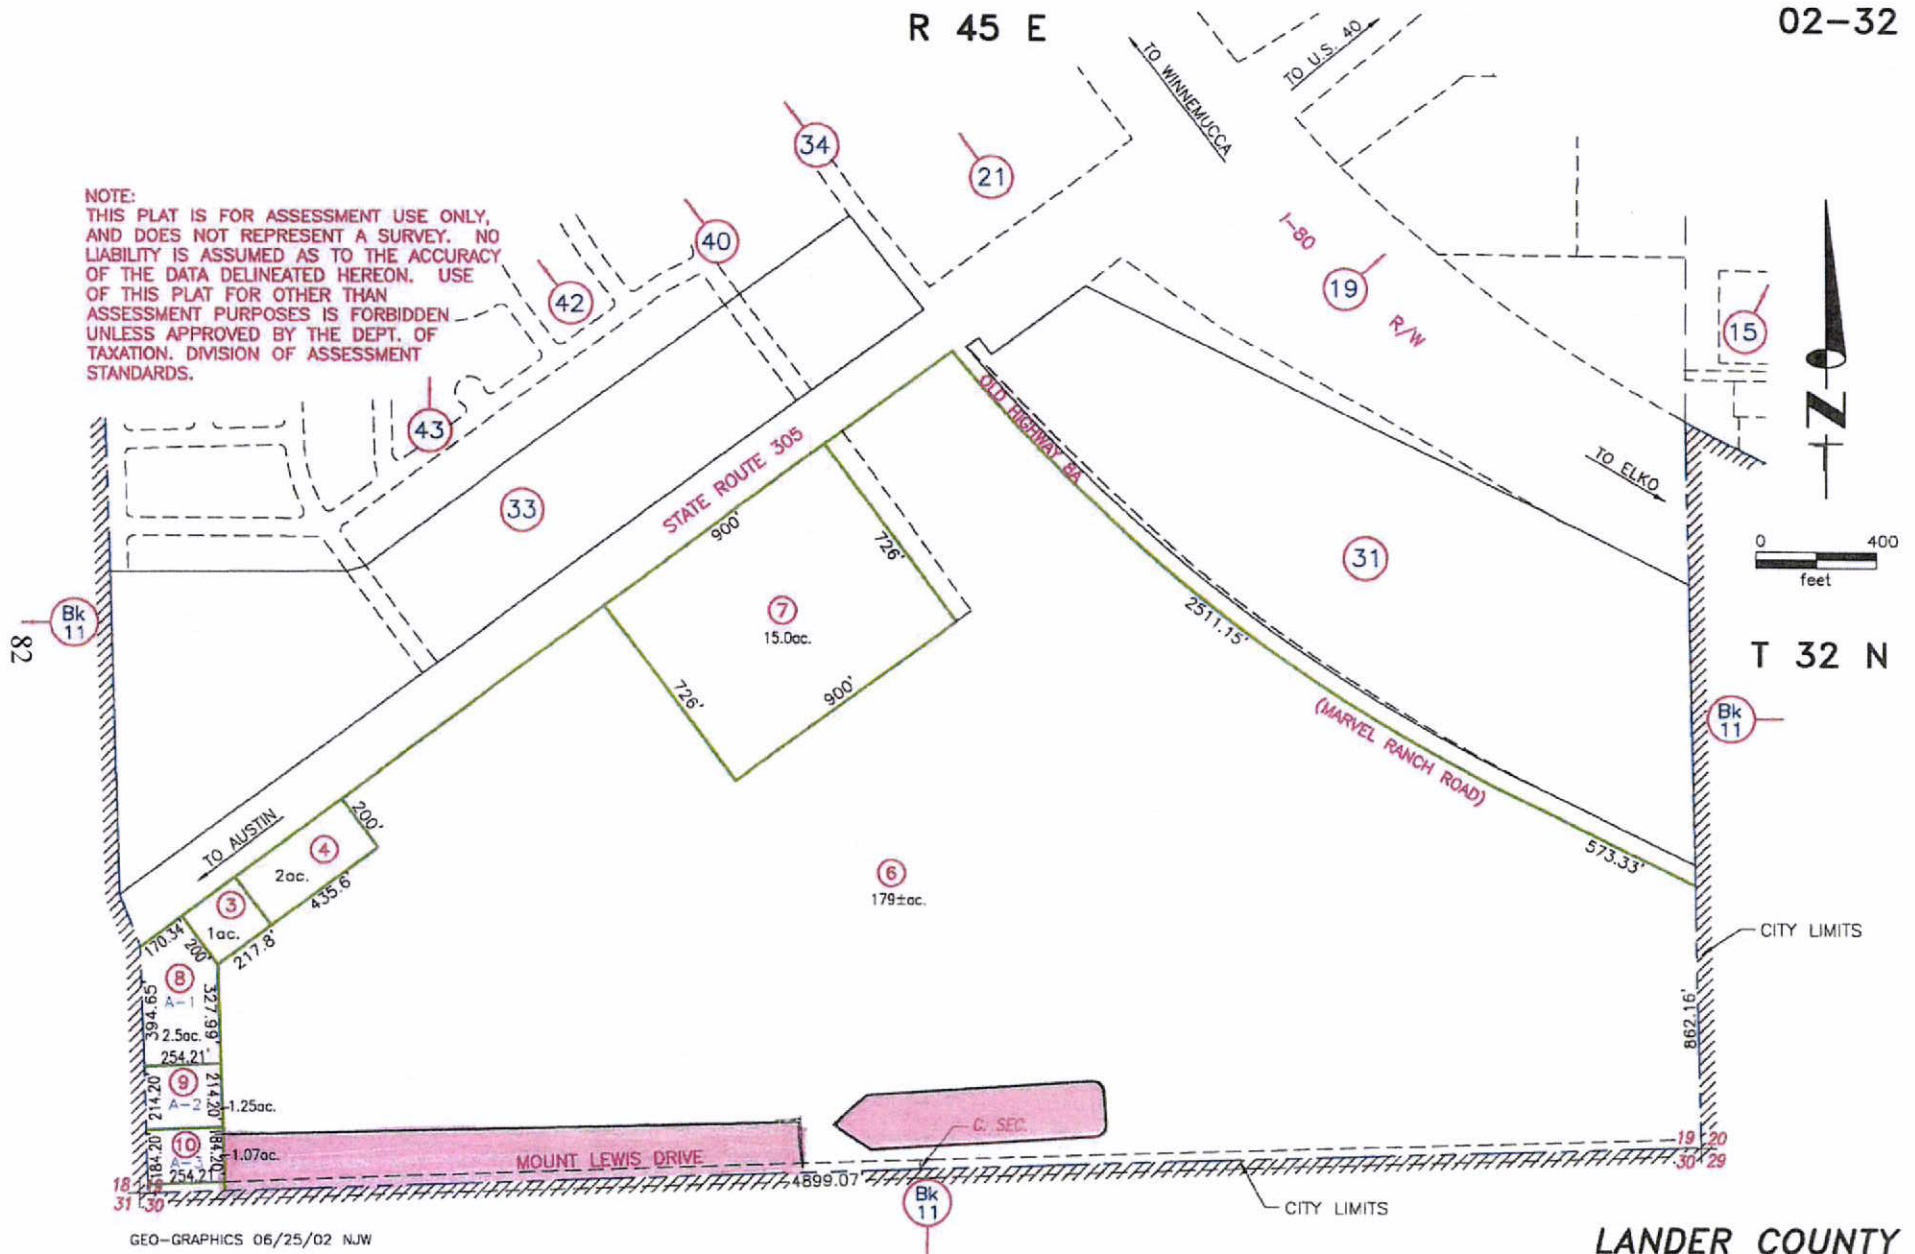 R 45 E
02-32
TO WINNEMUCCA
TO U.S. 40
34
21
NOTE:
THIS PLAT IS FOR ASSESSMENT USE ONLY,
AND DOES NOT REPRESENT A SURVEY. NO
LIABILITY IS ASSUMED AS TO THE ACCURACY
OF THE DATA DELINEATED HEREON. USE
OF THIS PLAT FOR OTHER THAN
ASSESSMENT PURPOSES IS FORBIDDEN
UNLESS APPROVED BY THE DEPT. OF
TAXATION. DIVISION OF ASSESSMENT
STANDARDS.
40
42
43
I-80
19
R/W
15
N
OLD HIGHWAY 8A
STATE ROUTE 305
33
TO ELKO
0 400
feet
31
900'
726'
7
15.0ac.
726'
900'
2511.15'
Bk
11
82
T 32 N
(MARVEL RANCH ROAD)
Bk
11
573.33'
TO AUSTIN
200'
4
2ac.
435.6'
3
1ac.
170.34'
200'
217.8'
6
179±ac.
CITY LIMITS
8
A-1
394.65'
327.99'
2.5ac.
254.21'
862.16'
9
A-2
214.20'
214.20'
1.25ac.
10
A-3
184.20'
184.20'
1.07ac.
254.21'
MOUNT LEWIS DRIVE
C. SEC.
4899.07
19 20
30 29
18
31 30
Bk
11
CITY LIMITS
GEO-GRAPHICS 06/25/02 NJW
LANDER COUNTY